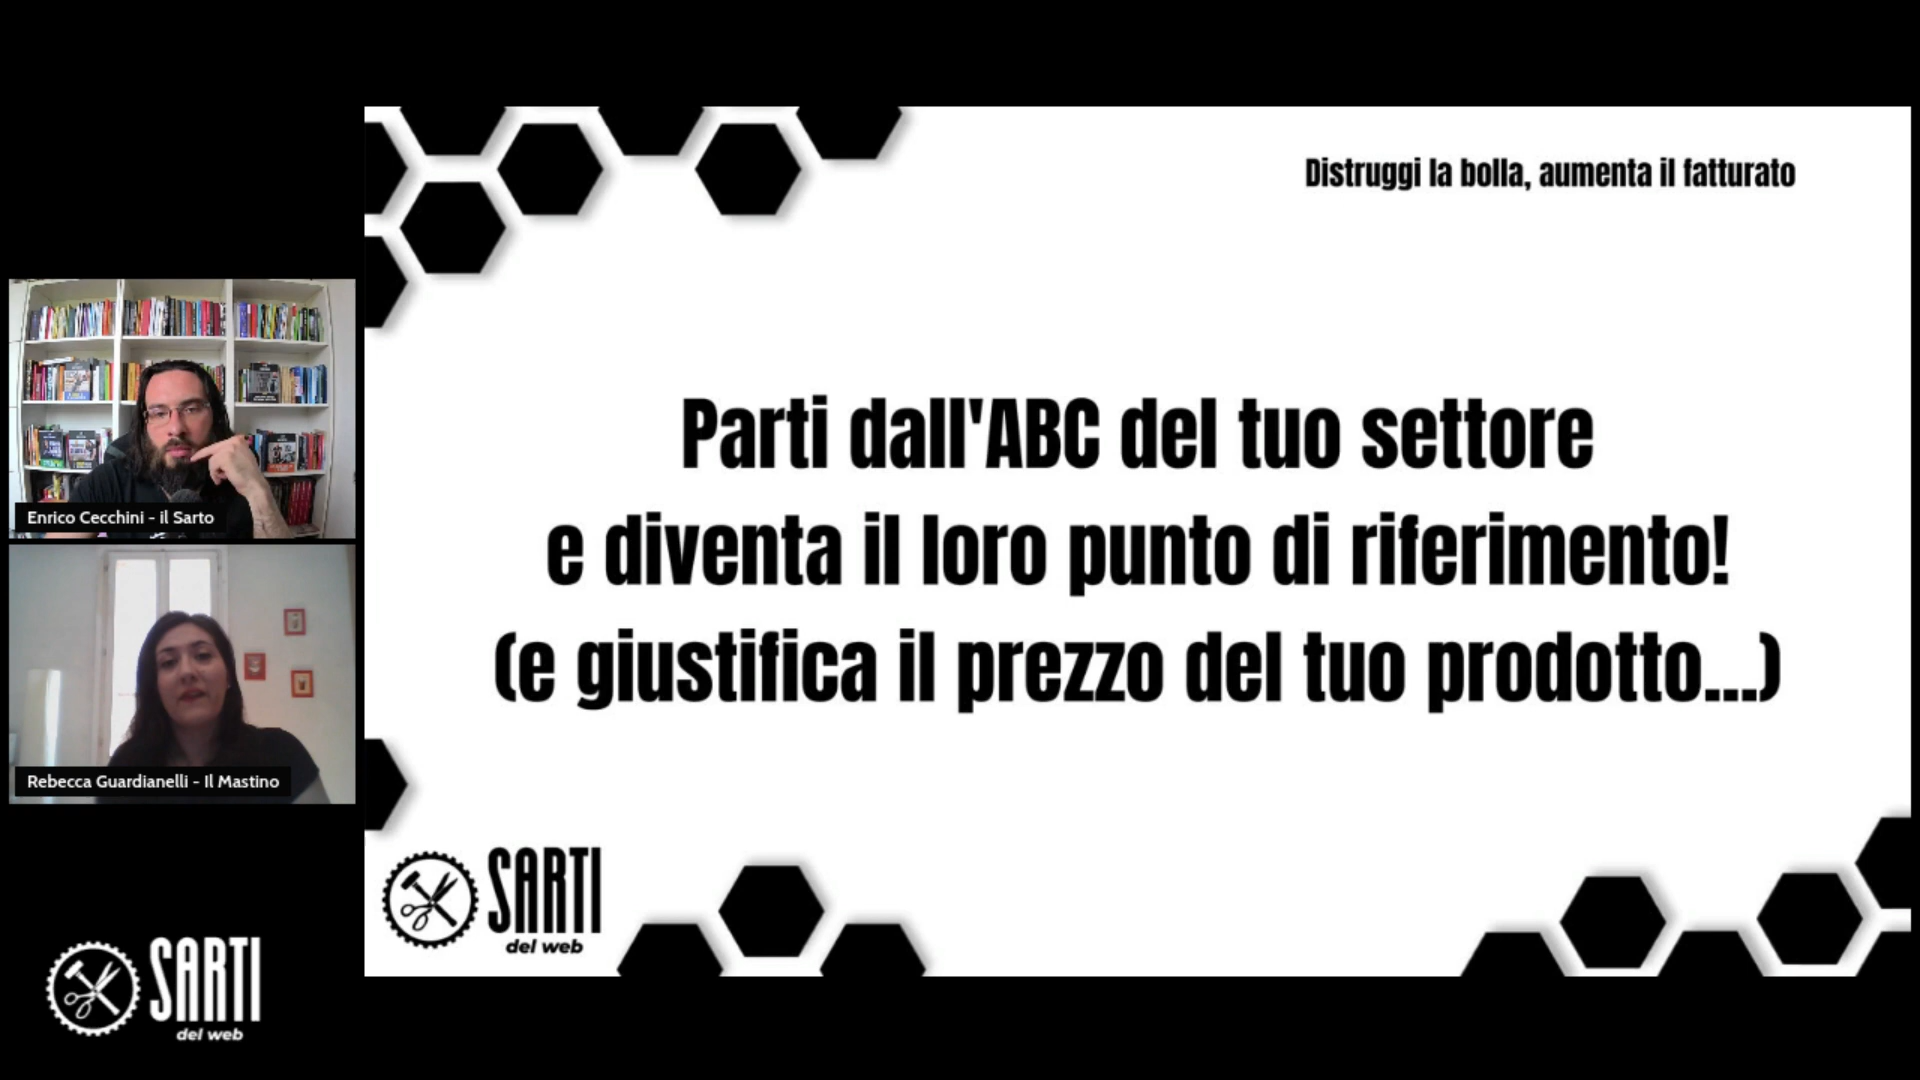 Distruggi la bolla, aumenta il fatturato
Parti dall'ABC del tuo settore
e diventa il loro punto di riferimento!
(e giustifica il prezzo del tuo prodotto...)
Enrico Cecchini - il Sarto
Rebecca Guardianelli - Il Mastino
SARTI
del web
SARTI
del web